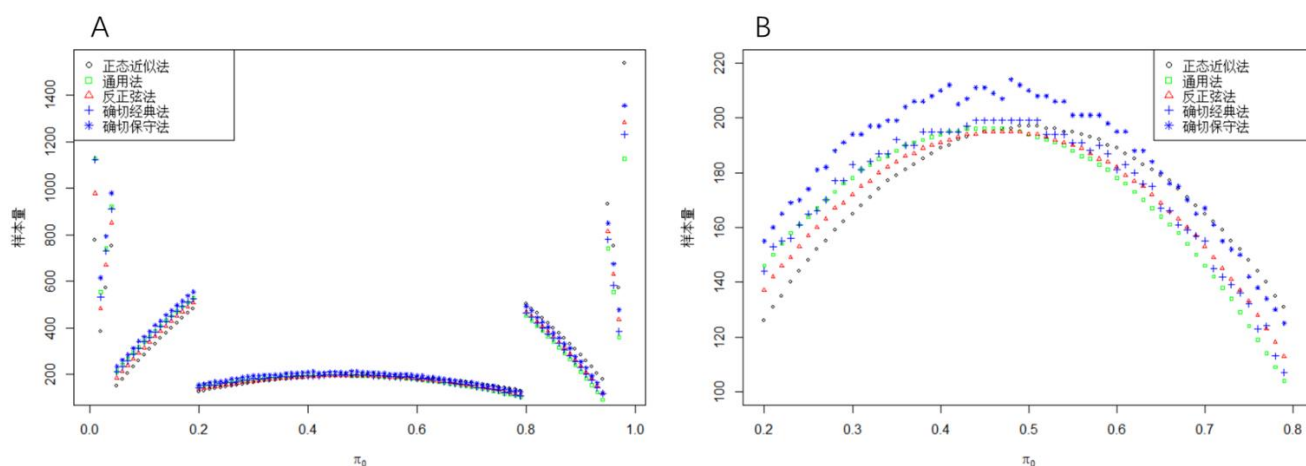 A
正态近似法
通用法
反正弦法
确切经典法
确切保守法
样本量
200
400
600
800
1000
1200
1400
0.0
0.2
0.4
0.6
0.8
1.0
π₀
B
正态近似法
通用法
反正弦法
确切经典法
确切保守法
样本量
100
120
140
160
180
200
220
0.2
0.3
0.4
0.5
0.6
0.7
0.8
π₀